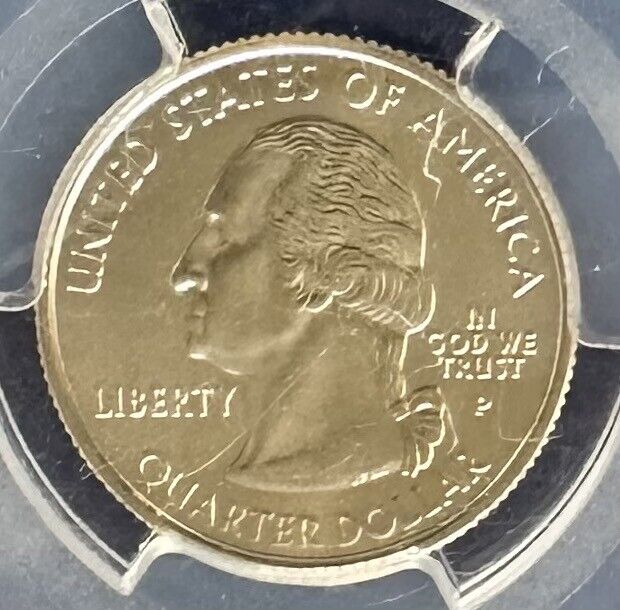 UNITED STATES OF AMERICA
LIBERTY
IN
GOD WE
TRUST
P
QUARTER DOLLAR